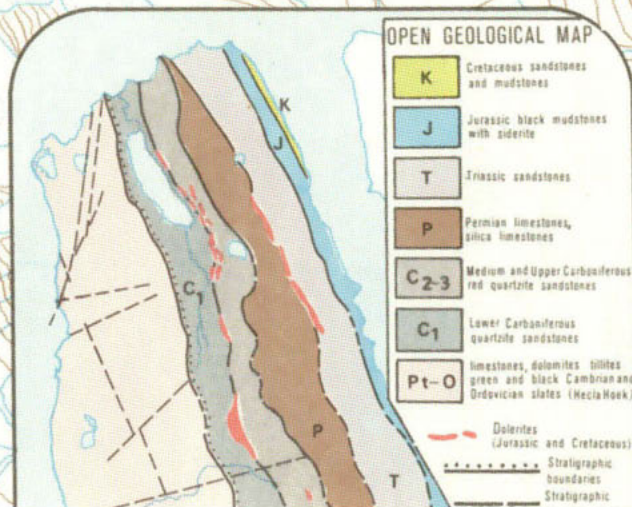 OPEN GEOLOGICAL MAP
K
Cretaceous sandstones
and mudstones
J
Jurassic black mudstones
with siderite
T
Triassic sandstones
P
Permian limestones,
silica limestones
C2-3
Medium and Upper Carboniferous
red quartzite sandstones
C1
Lower Carboniferous
quartzite sandstones
Pt-O
limestones, dolomites tillites
green and black Cambrian and
Ordovician slates (Hecla Hoek)
Dolerites
(Jurassic and Cretaceous)
Stratigraphic
boundaries
Stratigraphic
K
J
C1
P
T